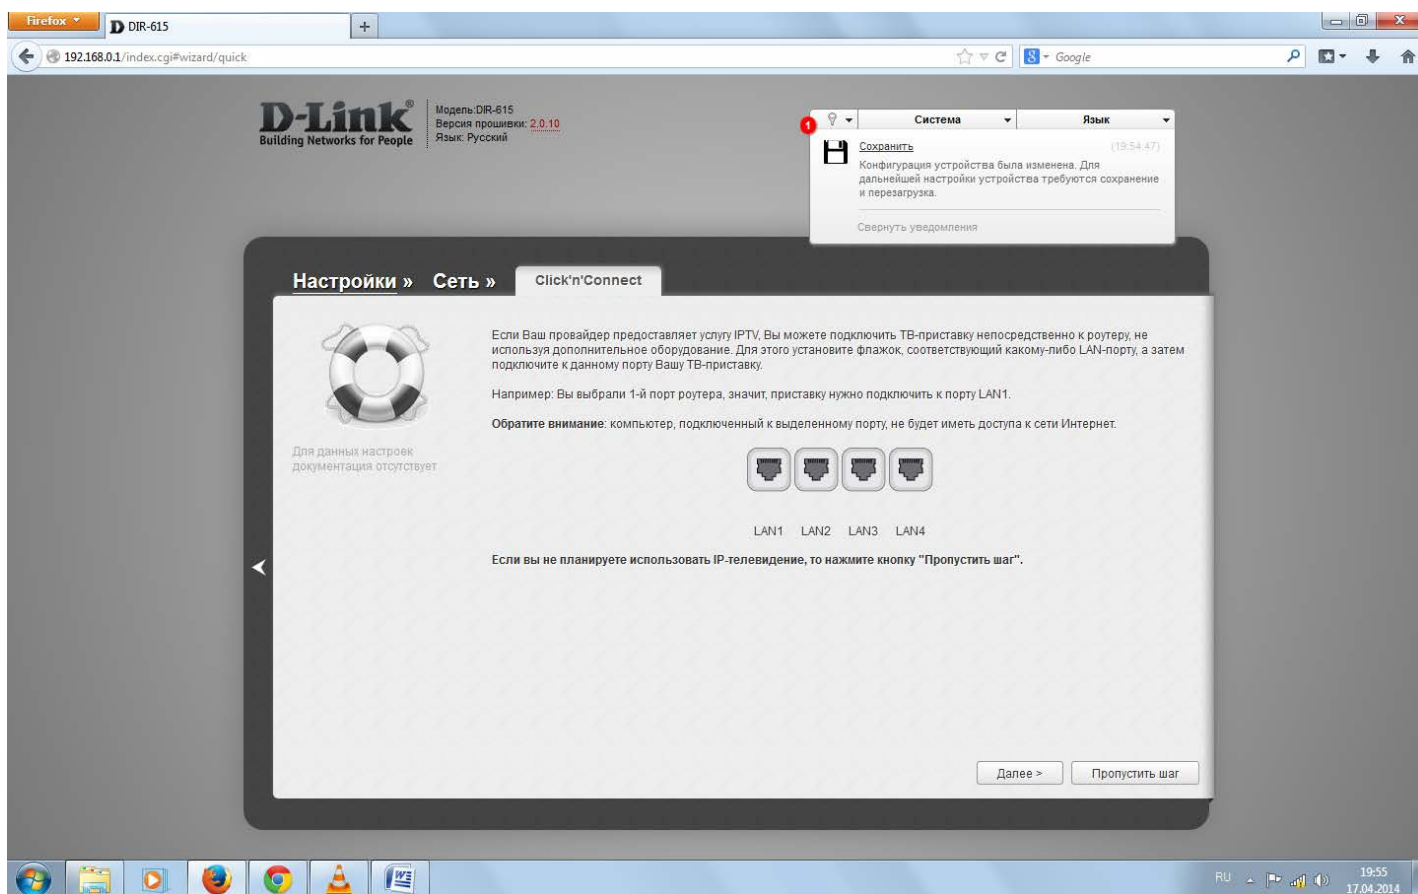 Firefox
DIR-615
192.168.0.1/index.cgi#wizard/quick
Google
D-Link®
Building Networks for People
Модель:DIR-615
Версия прошивки: 2.0.10
Язык: Русский
1
Система
Язык
Сохранить
(19:54:47)
Конфигурация устройства была изменена. Для
дальнейшей настройки устройства требуются сохранение
и перезагрузка.
Свернуть уведомления
Настройки »
Сеть »
Click'n'Connect
Для данных настроек
документация отсутствует
Если Ваш провайдер предоставляет услугу IPTV, Вы можете подключить ТВ-приставку непосредственно к роутеру, не
используя дополнительное оборудование. Для этого установите флажок, соответствующий какому-либо LAN-порту, а затем
подключите к данному порту Вашу ТВ-приставку.
Например: Вы выбрали 1-й порт роутера, значит, приставку нужно подключить к порту LAN1.
Обратите внимание: компьютер, подключенный к выделенному порту, не будет иметь доступа к сети Интернет.
LAN1 LAN2 LAN3 LAN4
Если вы не планируете использовать IP-телевидение, то нажмите кнопку "Пропустить шаг".
Далее >
Пропустить шаг
RU
19:55
17.04.2014